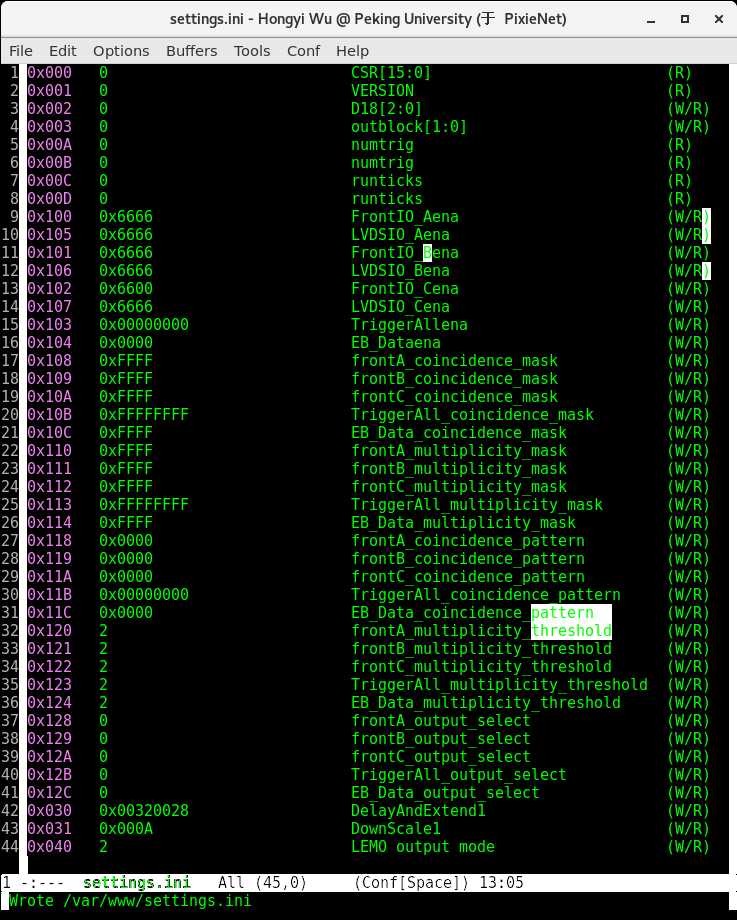 settings.ini - Hongyi Wu @ Peking University (于 PixieNet)
File Edit Options Buffers Tools Conf Help
1 0x000 0 CSR[15:0] (R)
2 0x001 0 VERSION (R)
3 0x002 0 D18[2:0] (W/R)
4 0x003 0 outblock[1:0] (W/R)
5 0x00A 0 numtrig (R)
6 0x00B 0 numtrig (R)
7 0x00C 0 runticks (R)
8 0x00D 0 runticks (R)
9 0x100 0x6666 FrontIO_Aena (W/R)
10 0x105 0x6666 LVDSIO_Aena (W/R)
11 0x101 0x6666 FrontIO_Bena (W/R)
12 0x106 0x6666 LVDSIO_Bena (W/R)
13 0x102 0x6600 FrontIO_Cena (W/R)
14 0x107 0x6666 LVDSIO_Cena (W/R)
15 0x103 0x00000000 TriggerAllena (W/R)
16 0x104 0x0000 EB_Dataena (W/R)
17 0x108 0xFFFF frontA_coincidence_mask (W/R)
18 0x109 0xFFFF frontB_coincidence_mask (W/R)
19 0x10A 0xFFFF frontC_coincidence_mask (W/R)
20 0x10B 0xFFFFFFFF TriggerAll_coincidence_mask (W/R)
21 0x10C 0xFFFF EB_Data_coincidence_mask (W/R)
22 0x110 0xFFFF frontA_multiplicity_mask (W/R)
23 0x111 0xFFFF frontB_multiplicity_mask (W/R)
24 0x112 0xFFFF frontC_multiplicity_mask (W/R)
25 0x113 0xFFFFFFFF TriggerAll_multiplicity_mask (W/R)
26 0x114 0xFFFF EB_Data_multiplicity_mask (W/R)
27 0x118 0x0000 frontA_coincidence_pattern (W/R)
28 0x119 0x0000 frontB_coincidence_pattern (W/R)
29 0x11A 0x0000 frontC_coincidence_pattern (W/R)
30 0x11B 0x00000000 TriggerAll_coincidence_pattern (W/R)
31 0x11C 0x0000 EB_Data_coincidence_pattern (W/R)
32 0x120 2 frontA_multiplicity_threshold (W/R)
33 0x121 2 frontB_multiplicity_threshold (W/R)
34 0x122 2 frontC_multiplicity_threshold (W/R)
35 0x123 2 TriggerAll_multiplicity_threshold (W/R)
36 0x124 2 EB_Data_multiplicity_threshold (W/R)
37 0x128 0 frontA_output_select (W/R)
38 0x129 0 frontB_output_select (W/R)
39 0x12A 0 frontC_output_select (W/R)
40 0x12B 0 TriggerAll_output_select (W/R)
41 0x12C 0 EB_Data_output_select (W/R)
42 0x030 0x00320028 DelayAndExtend1 (W/R)
43 0x031 0x000A DownScale1 (W/R)
44 0x040 2 LEMO output mode (W/R)
1 -:--- settings.ini All (45,0) (Conf[Space]) 13:05
Wrote /var/www/settings.ini